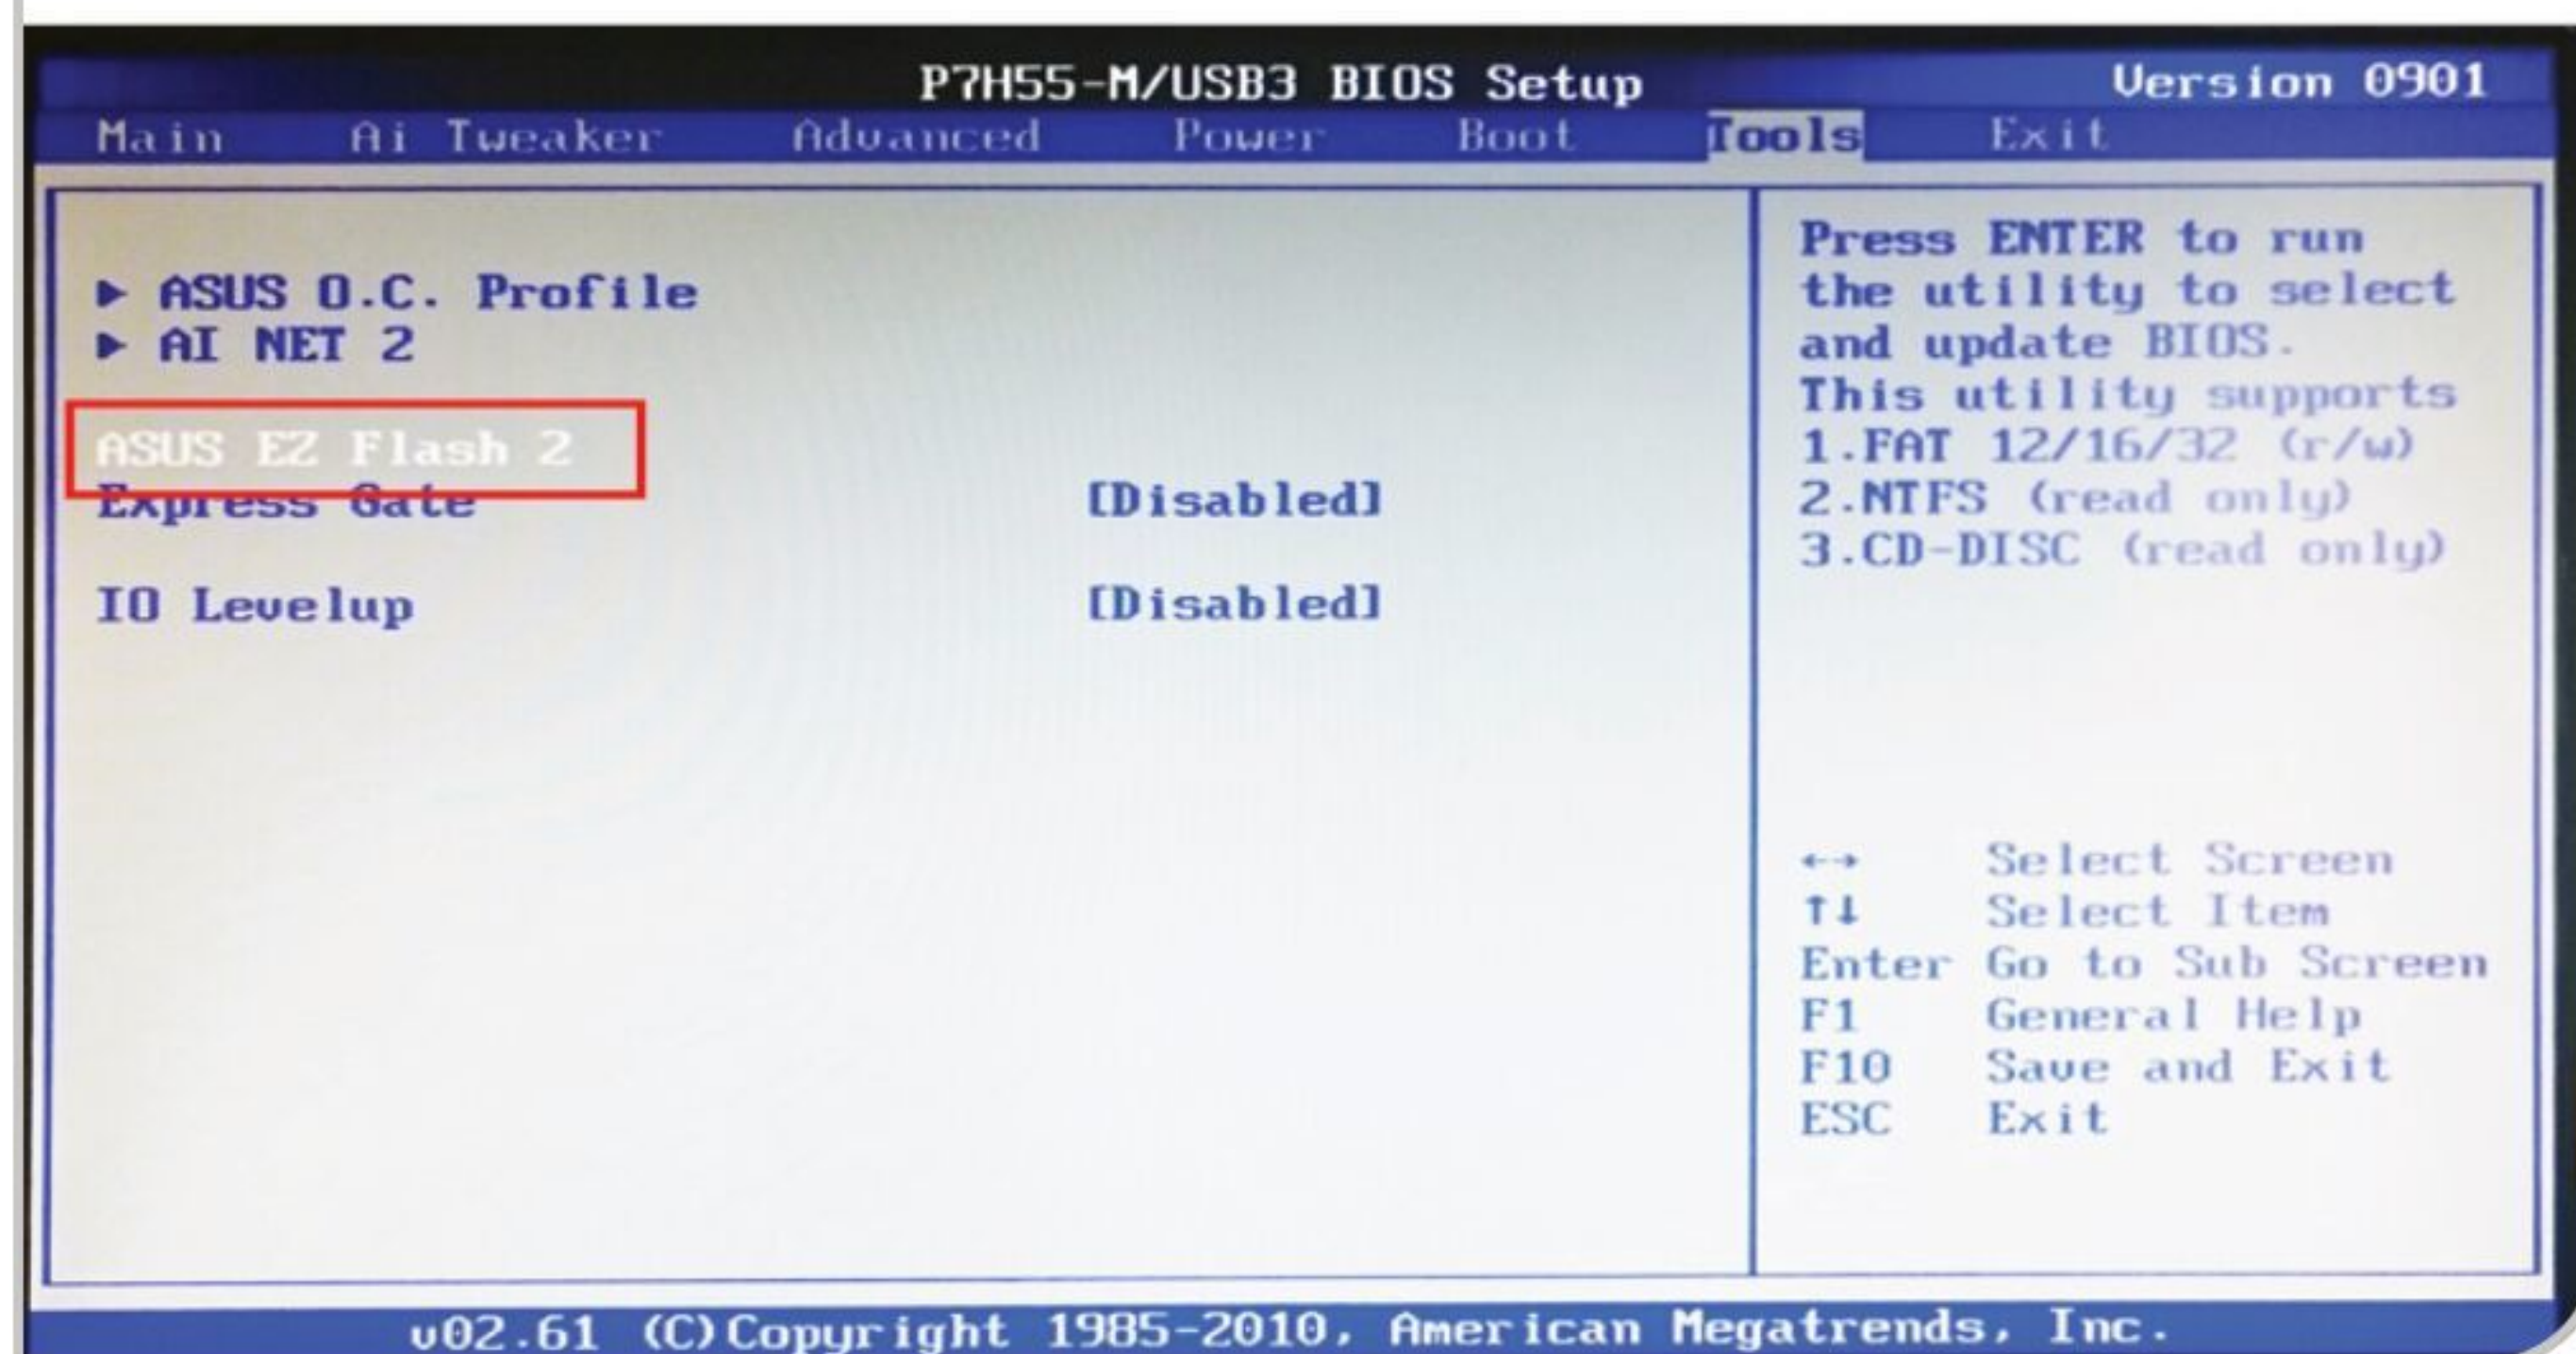 P7H55-M/USB3 BIOS Setup Version 0901
Main Ai Tweaker Advanced Power Boot Tools Exit
▶ ASUS O.C. Profile
▶ AI NET 2
ASUS EZ Flash 2
Express Gate [Disabled]
IO Levelup [Disabled]
Press ENTER to run
the utility to select
and update BIOS.
This utility supports
1.FAT 12/16/32 (r/w)
2.NTFS (read only)
3.CD-DISC (read only)
←→ Select Screen
↑↓ Select Item
Enter Go to Sub Screen
F1 General Help
F10 Save and Exit
ESC Exit
v02.61 (C)Copyright 1985-2010, American Megatrends, Inc.